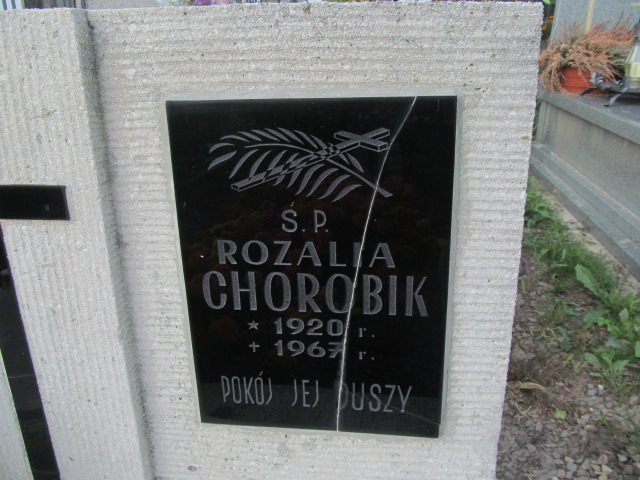 Ś.P.
ROZALIA
CHOROBIK
* 1920 r.
+ 1967 r.
POKÓJ JEJ DUSZY